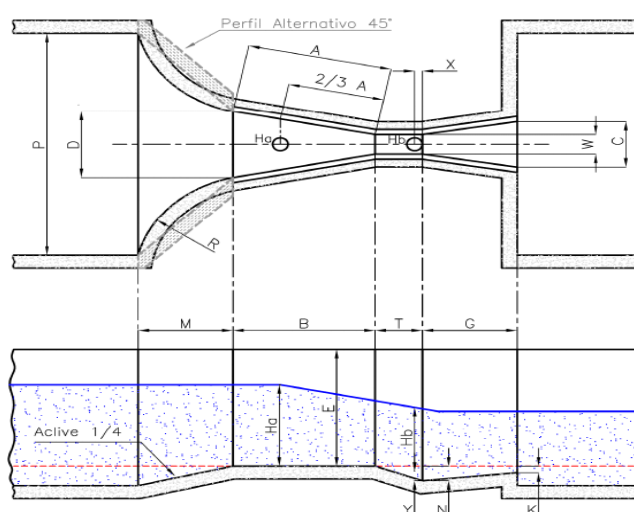 Perfil Alternativo 45°
A
X
2/3 A
Ha
Hb
P
D
W
C
R
M
B
T
G
E
Ha
Hb
Aclive 1/4
Y
N
K